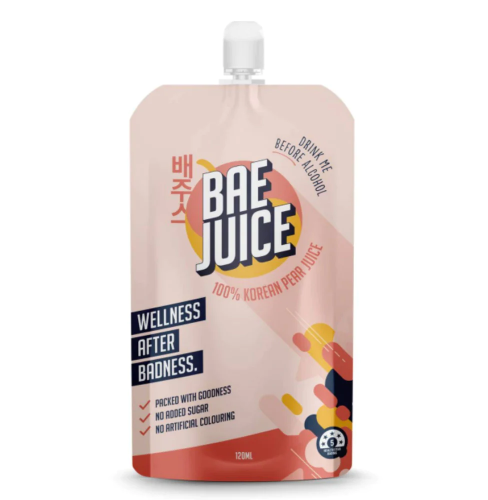 DRINK ME
BEFORE ALCOHOL
배주스
BAE
JUICE
100% KOREAN PEAR JUICE
WELLNESS
AFTER
BADNESS.
PACKED WITH GOODNESS
NO ADDED SUGAR
NO ARTIFICIAL COLOURING
120ML
5